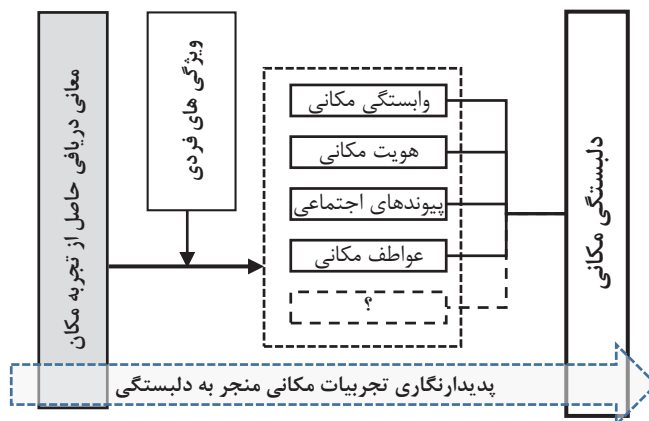 معانی دریافی حاصل از تجربه مکان
ویژگی های فردی
وابستگی مکانی
هویت مکانی
پیوندهای اجتماعی
عواطف مکانی
؟
دلبستگی مکانی
پدیدارنگاری تجربیات مکانی منجر به دلبستگی